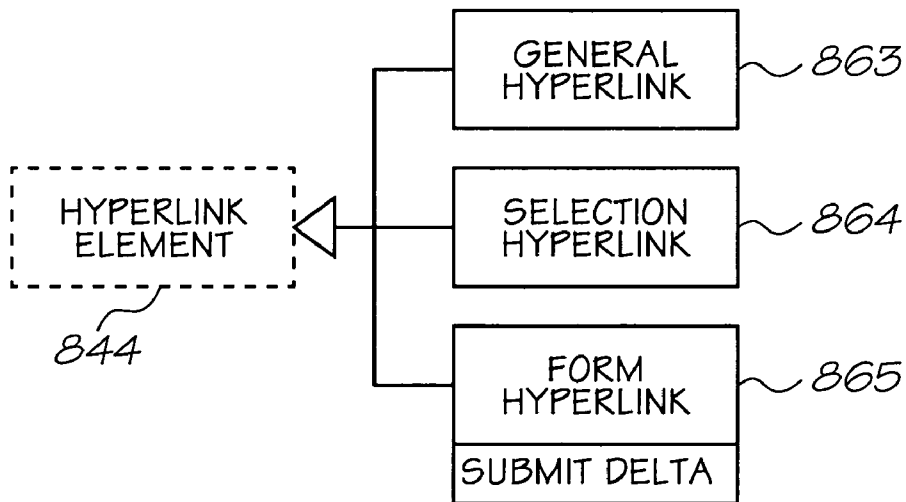 GENERAL
HYPERLINK
863
HYPERLINK
ELEMENT
844
SELECTION
HYPERLINK
864
FORM
HYPERLINK
865
SUBMIT DELTA